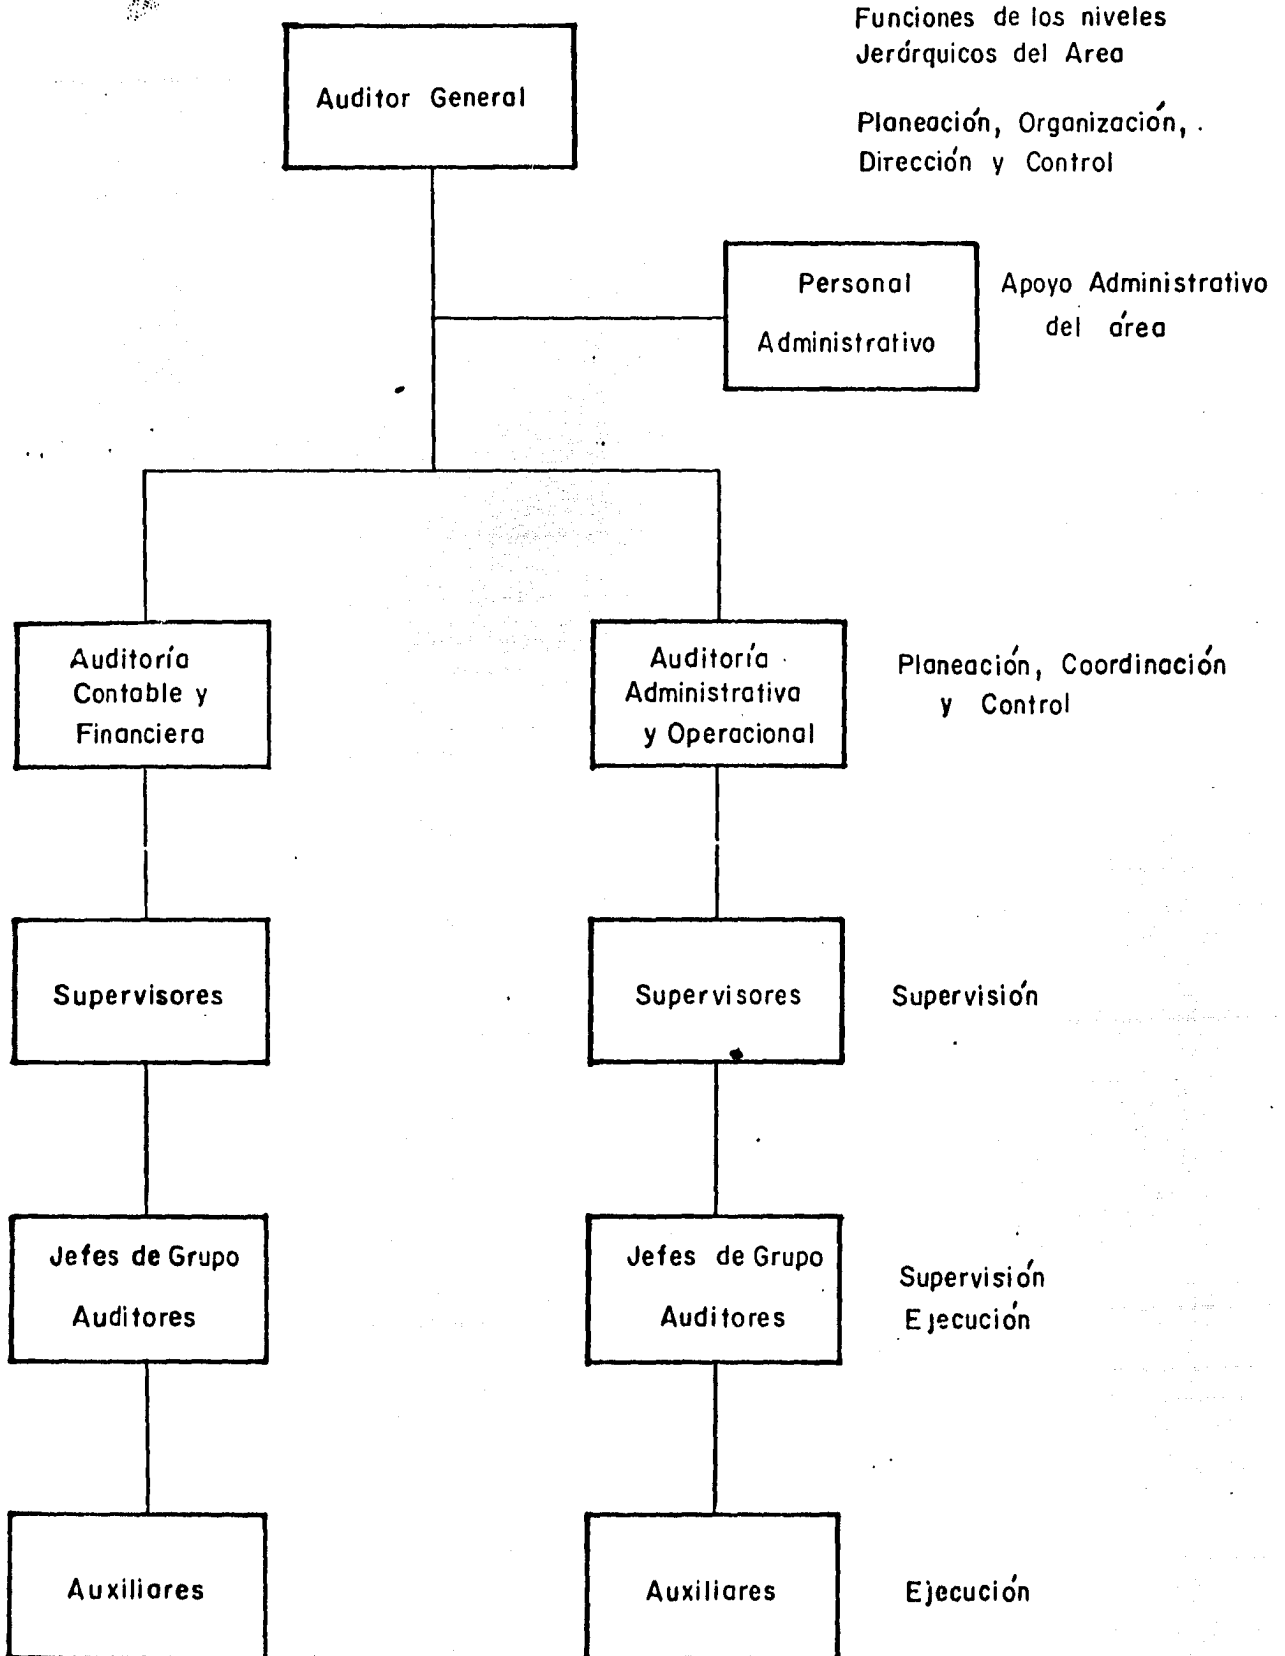 Funciones de los niveles
Jerárquicos del Area
Auditor General
Planeación, Organización,
Dirección y Control
Personal
Administrativo
Apoyo Administrativo
del área
Auditoría
Contable y
Financiera
Auditoría
Administrativa
y Operacional
Planeación, Coordinación
y Control
Supervisores
Supervisores
Supervisión
Jefes de Grupo
Auditores
Jefes de Grupo
Auditores
Supervisión
Ejecución
Auxiliares
Auxiliares
Ejecución